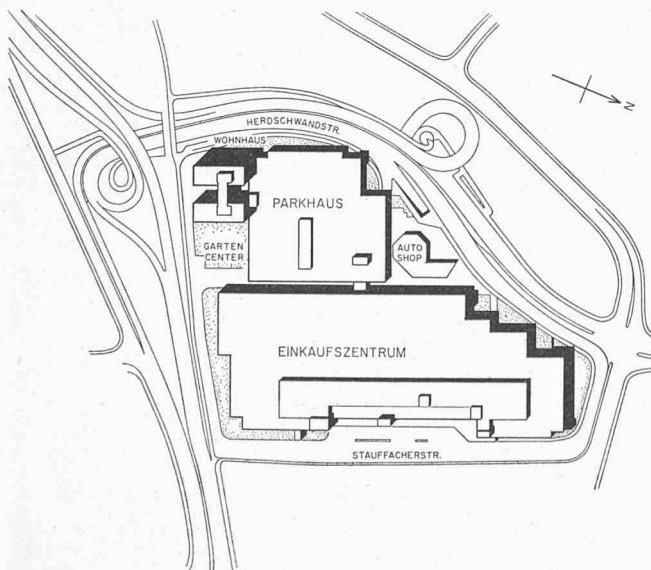 N
HERDSCHWANDSTR.
WOHNHAUS
PARKHAUS
GARTEN
CENTER
AUTO
SHOP
EINKAUFSZENTRUM
STAUFFACHERSTR.